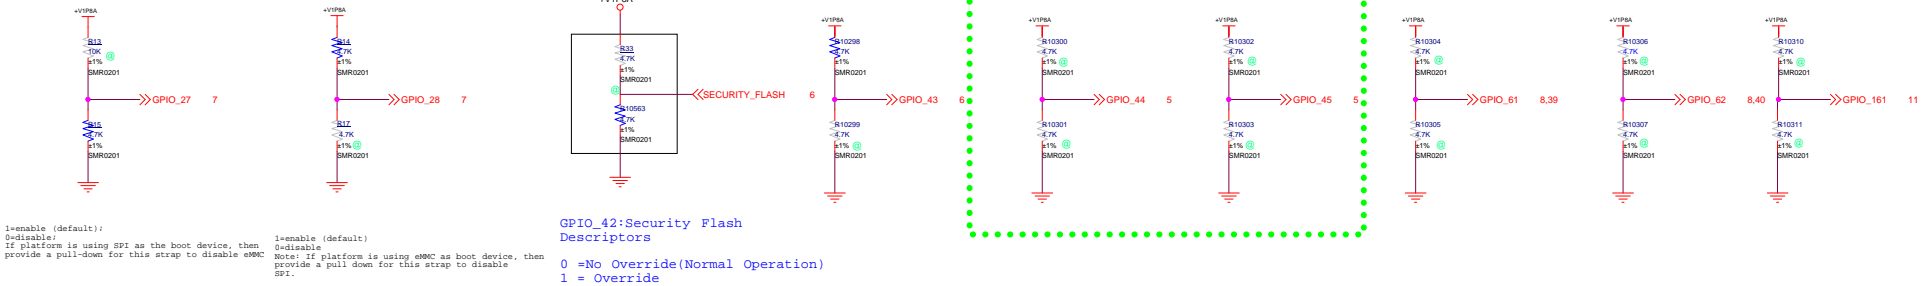 +V1P8A
R13
10K @
±1%
SMR0201
GPIO_27 7
R15
4.7K
±1%
SMR0201
1=enable (default);
0=disable;
If platform is using SPI as the boot device, then
provide a pull-down for this strap to disable eMMC
+V1P8A
R14
4.7K
±1%
SMR0201
GPIO_28 7
R17
4.7K
±1% @
SMR0201
1=enable (default)
0=disable
Note: If platform is using eMMC as boot device, then
provide a pull down for this strap to disable
SPI.
+V1P8A
R33
4.7K
±1%
SMR0201
@
SECURITY_FLASH 6
R10563
4.7K
±1%
SMR0201
GPIO_42:Security Flash
Descriptors
0 =No Override(Normal Operation)
1 = Override
+V1P8A
R10298
4.7K
±1%
SMR0201
GPIO_43 6
R10299
4.7K
±1% @
SMR0201
+V1P8A
R10300
4.7K
±1% @
SMR0201
GPIO_44 5
R10301
4.7K
±1% @
SMR0201
+V1P8A
R10302
4.7K
±1% @
SMR0201
GPIO_45 5
R10303
4.7K
±1% @
SMR0201
+V1P8A
R10304
4.7K
±1% @
SMR0201
GPIO_61 8,39
R10305
4.7K
±1% @
SMR0201
+V1P8A
R10306
4.7K
±1% @
SMR0201
GPIO_62 8,40
R10307
4.7K
±1% @
SMR0201
+V1P8A
R10310
4.7K
±1% @
SMR0201
GPIO_161 11
R10311
4.7K
±1% @
SMR0201